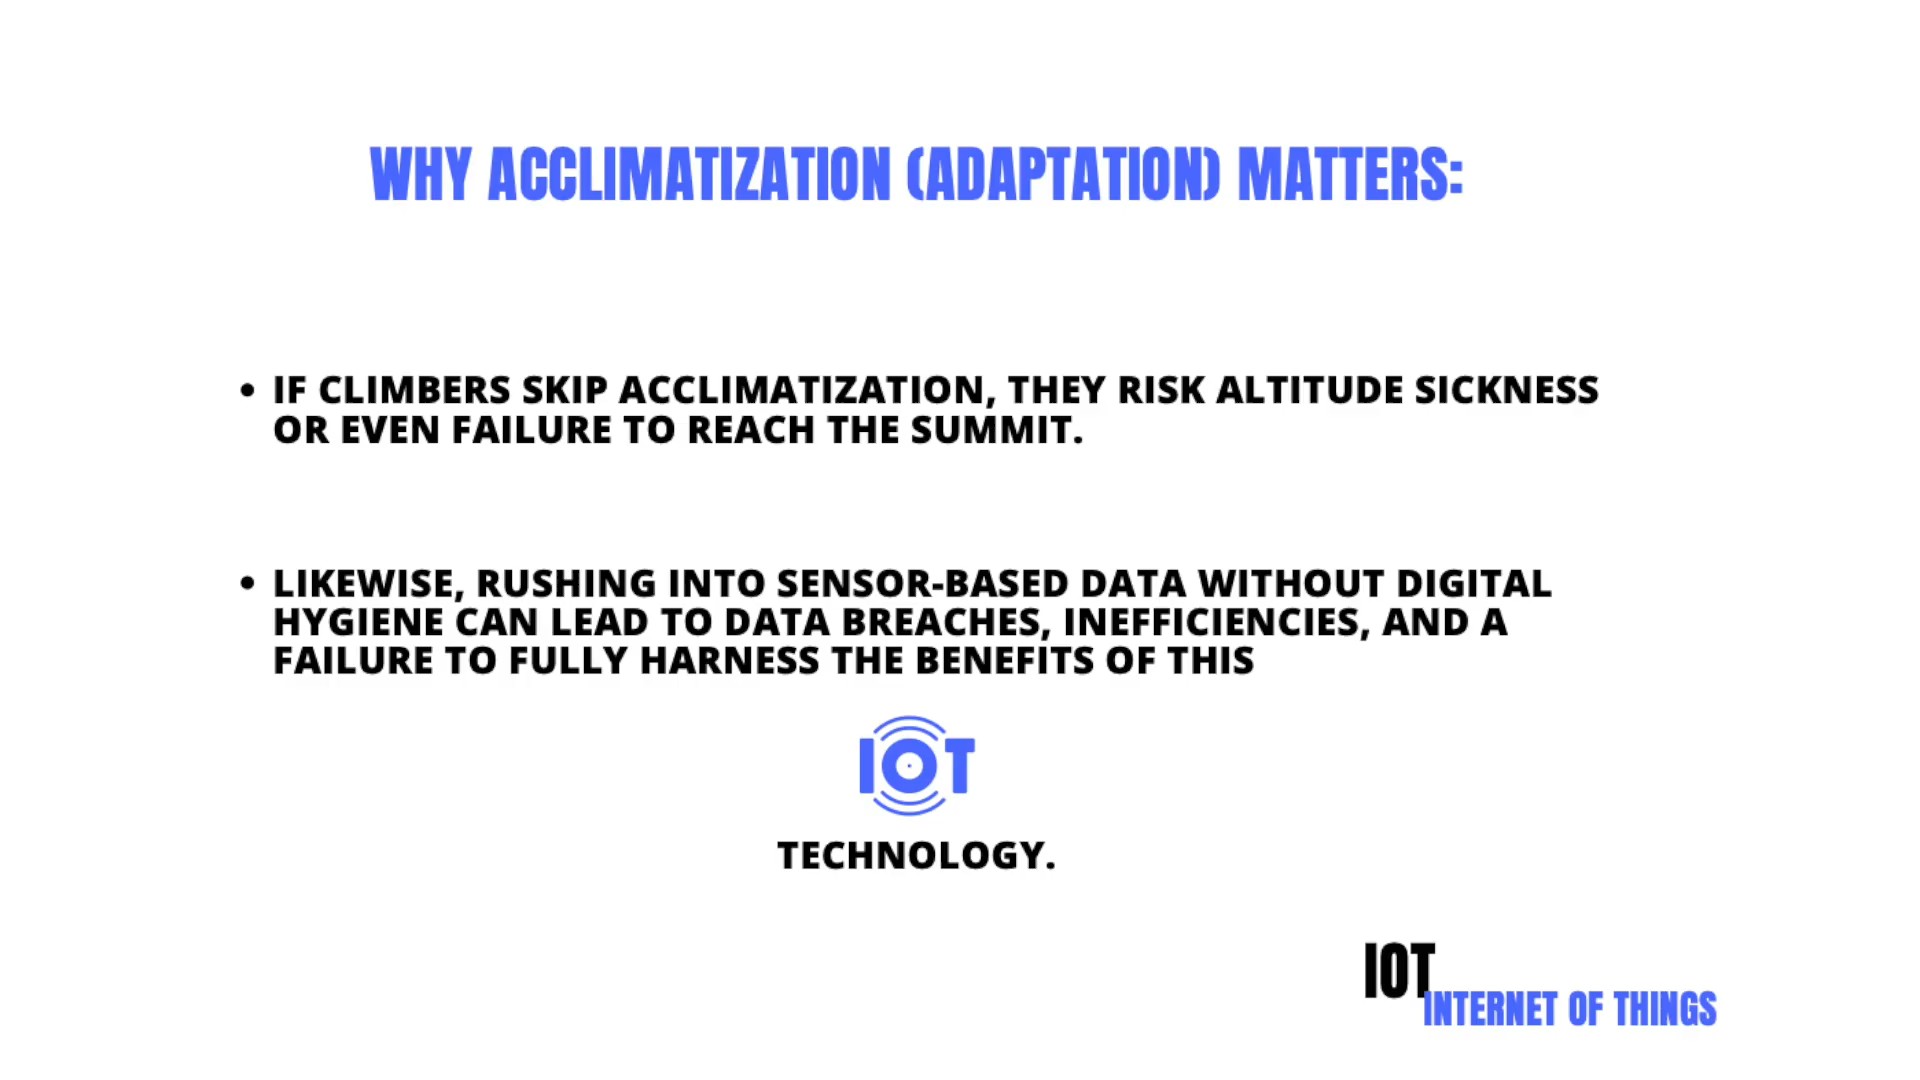 WHY ACCLIMATIZATION (ADAPTATION) MATTERS:
• IF CLIMBERS SKIP ACCLIMATIZATION, THEY RISK ALTITUDE SICKNESS
OR EVEN FAILURE TO REACH THE SUMMIT.
• LIKEWISE, RUSHING INTO SENSOR-BASED DATA WITHOUT DIGITAL
HYGIENE CAN LEAD TO DATA BREACHES, INEFFICIENCIES, AND A
FAILURE TO FULLY HARNESS THE BENEFITS OF THIS
IOT
TECHNOLOGY.
IOT
INTERNET OF THINGS